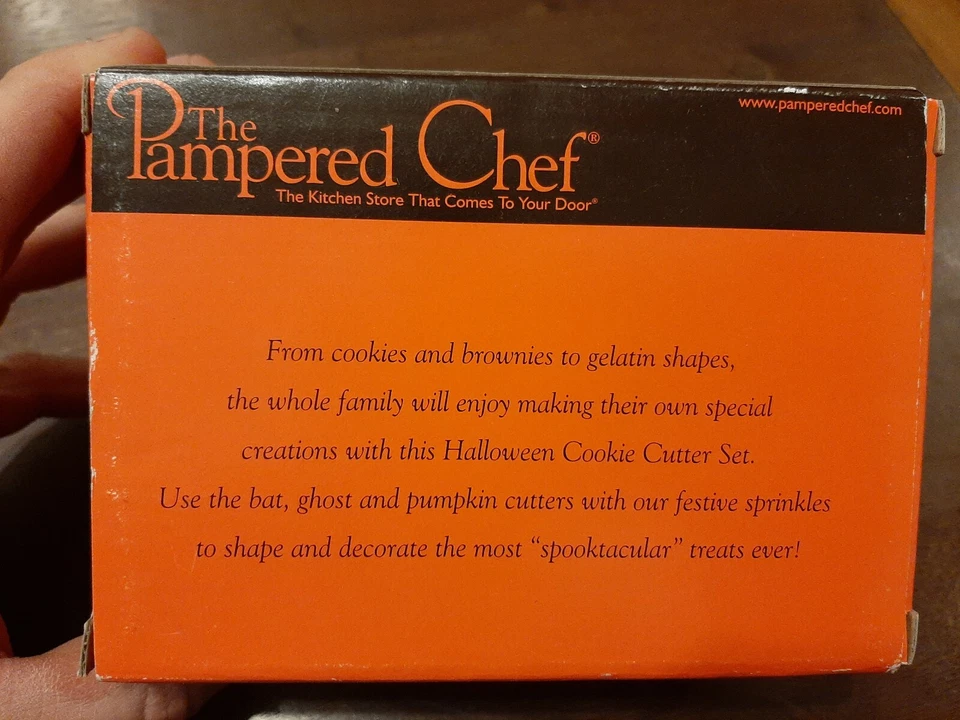 The
Pampered Chef®
The Kitchen Store That Comes To Your Door®
www.pamperedchef.com
From cookies and brownies to gelatin shapes,
the whole family will enjoy making their own special
creations with this Halloween Cookie Cutter Set.
Use the bat, ghost and pumpkin cutters with our festive sprinkles
to shape and decorate the most “spooktacular” treats ever!